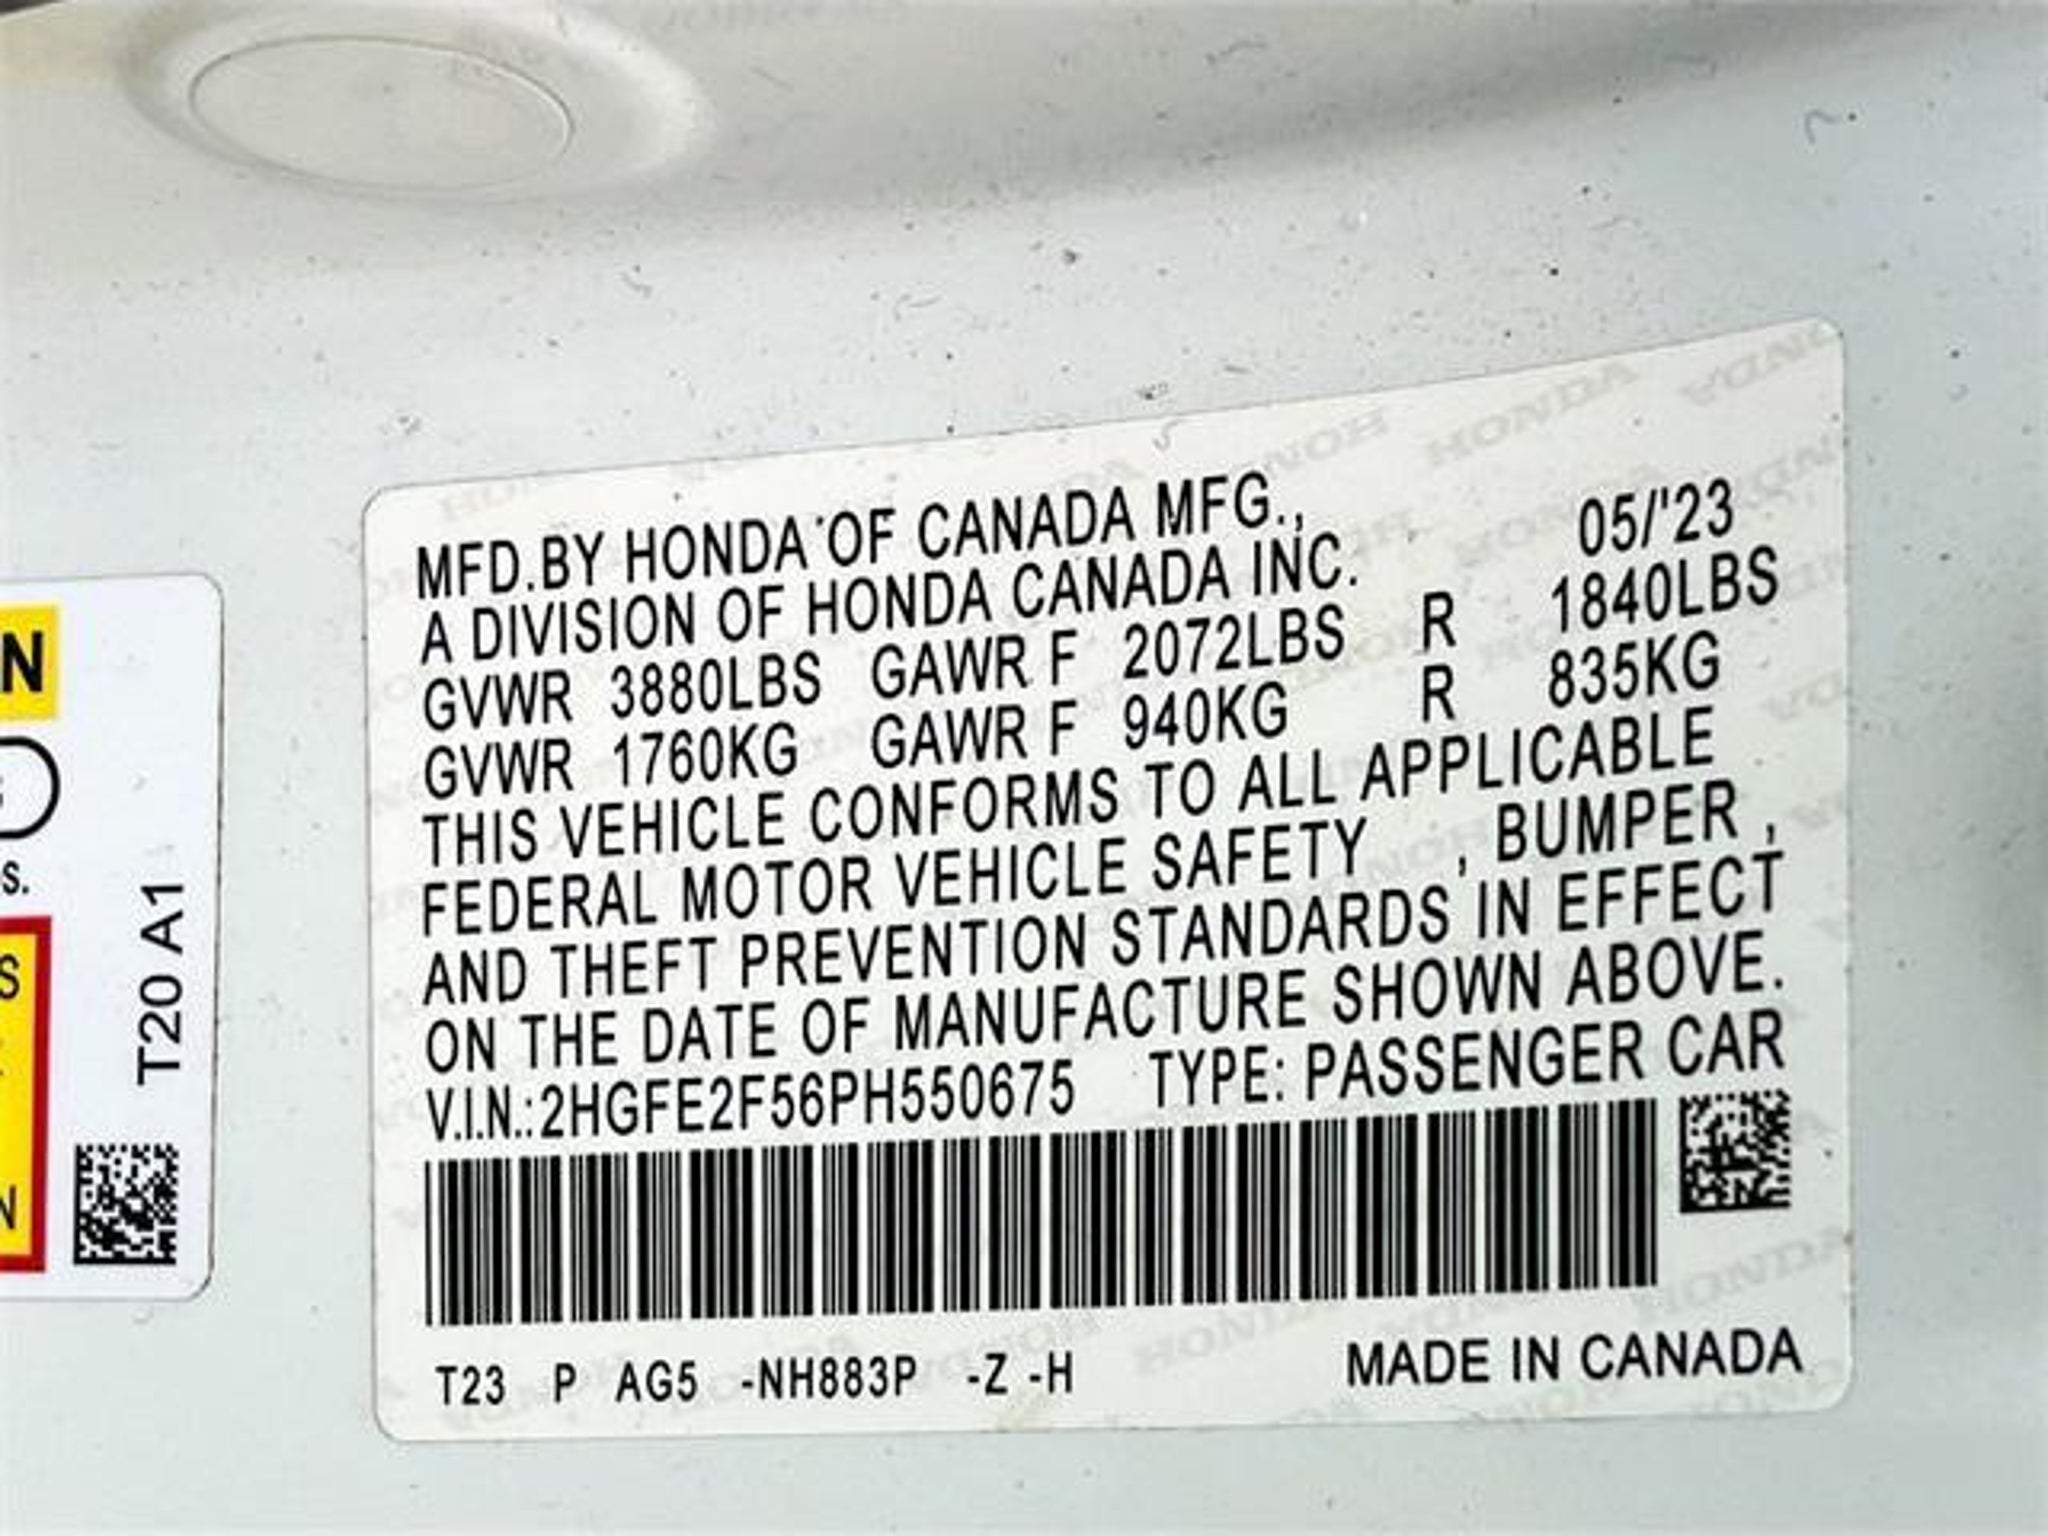 N
S.
S
N
T20 A1
MFD.BY HONDA OF CANADA MFG., 05/'23
A DIVISION OF HONDA CANADA INC.
GVWR 3880LBS GAWR F 2072LBS R 1840LBS
GVWR 1760KG GAWR F 940KG R 835KG
THIS VEHICLE CONFORMS TO ALL APPLICABLE
FEDERAL MOTOR VEHICLE SAFETY , BUMPER ,
AND THEFT PREVENTION STANDARDS IN EFFECT
ON THE DATE OF MANUFACTURE SHOWN ABOVE.
V.I.N.:2HGFE2F56PH550675 TYPE: PASSENGER CAR
T23 P AG5 -NH883P -Z -H MADE IN CANADA